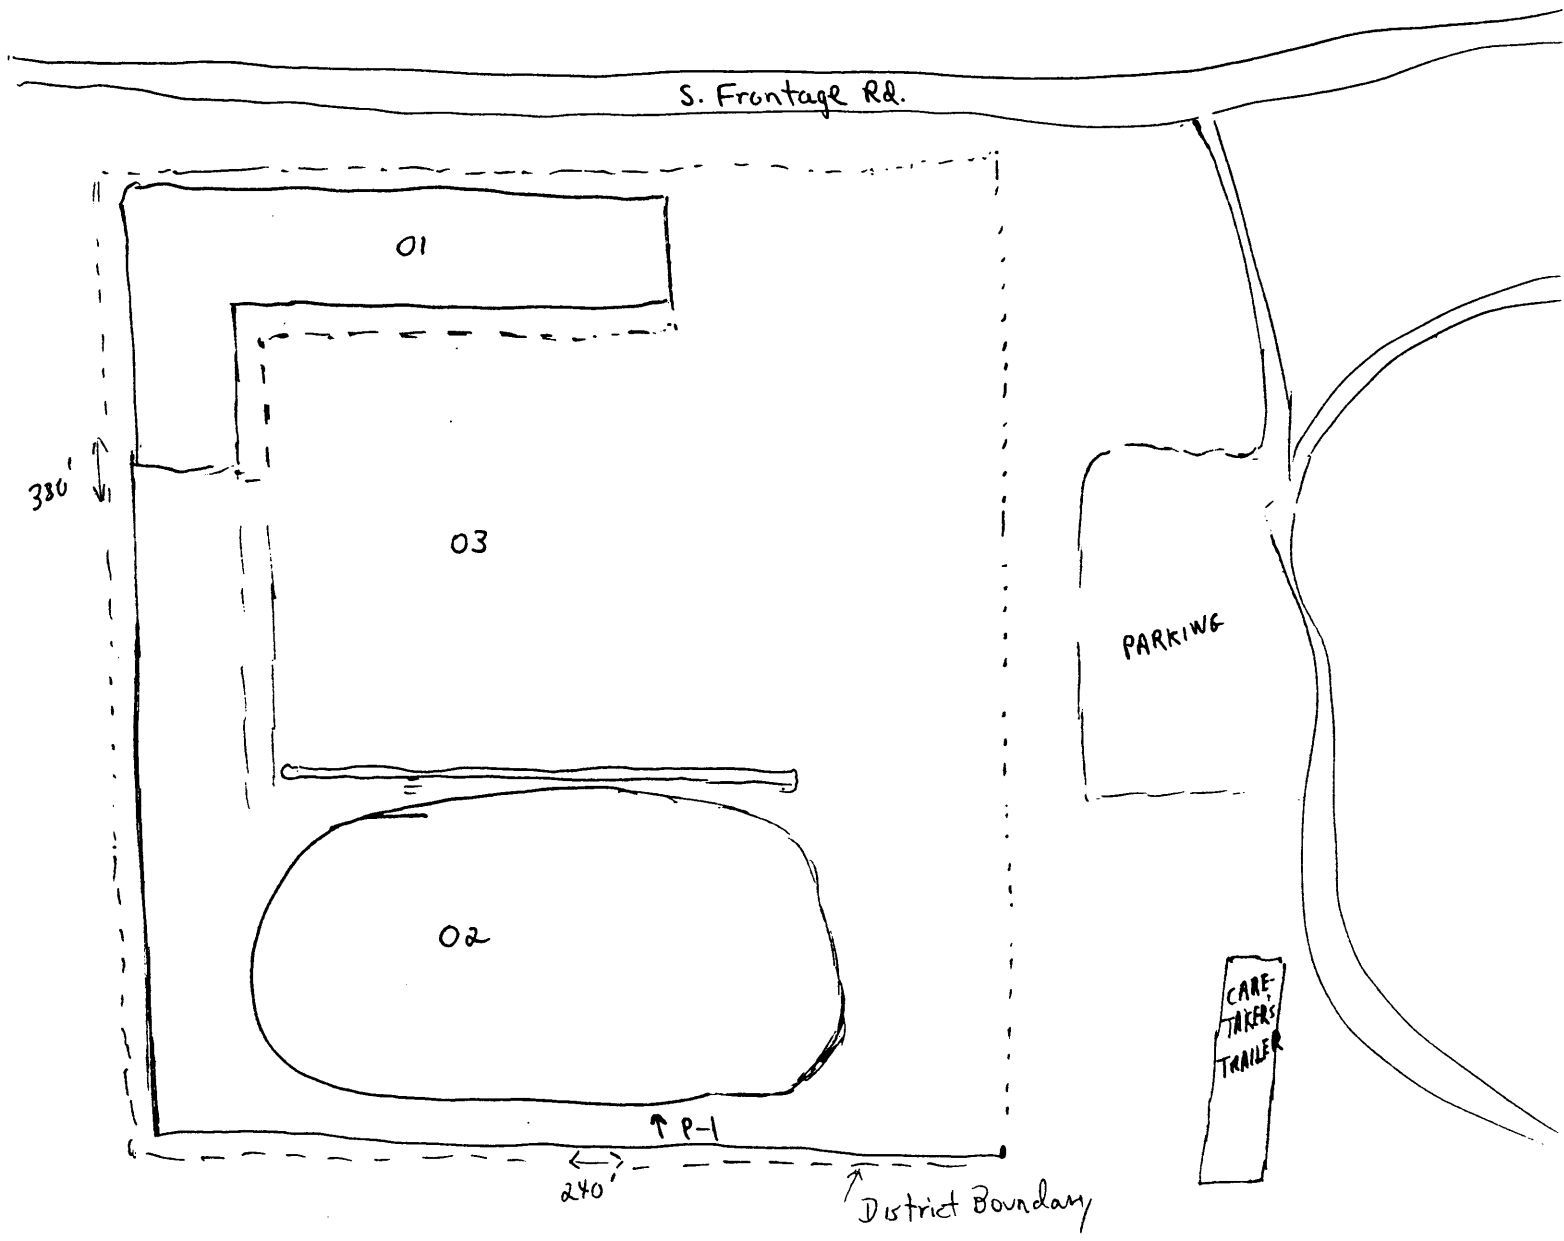 S. Frontage Rd.
01
380'
03
PARKING
02
CARE-
TAKER'S
TRAILER
P-1
240'
District Boundary